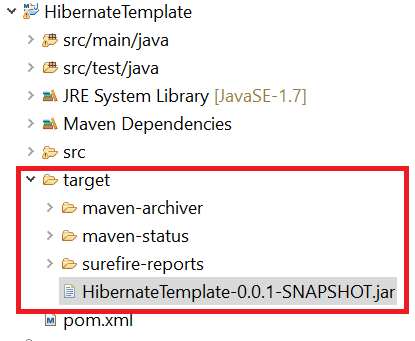 HibernateTemplate
src/main/java
src/test/java
JRE System Library [JavaSE-1.7]
Maven Dependencies
src
target
maven-archiver
maven-status
surefire-reports
HibernateTemplate-0.0.1-SNAPSHOT.jar
pom.xml